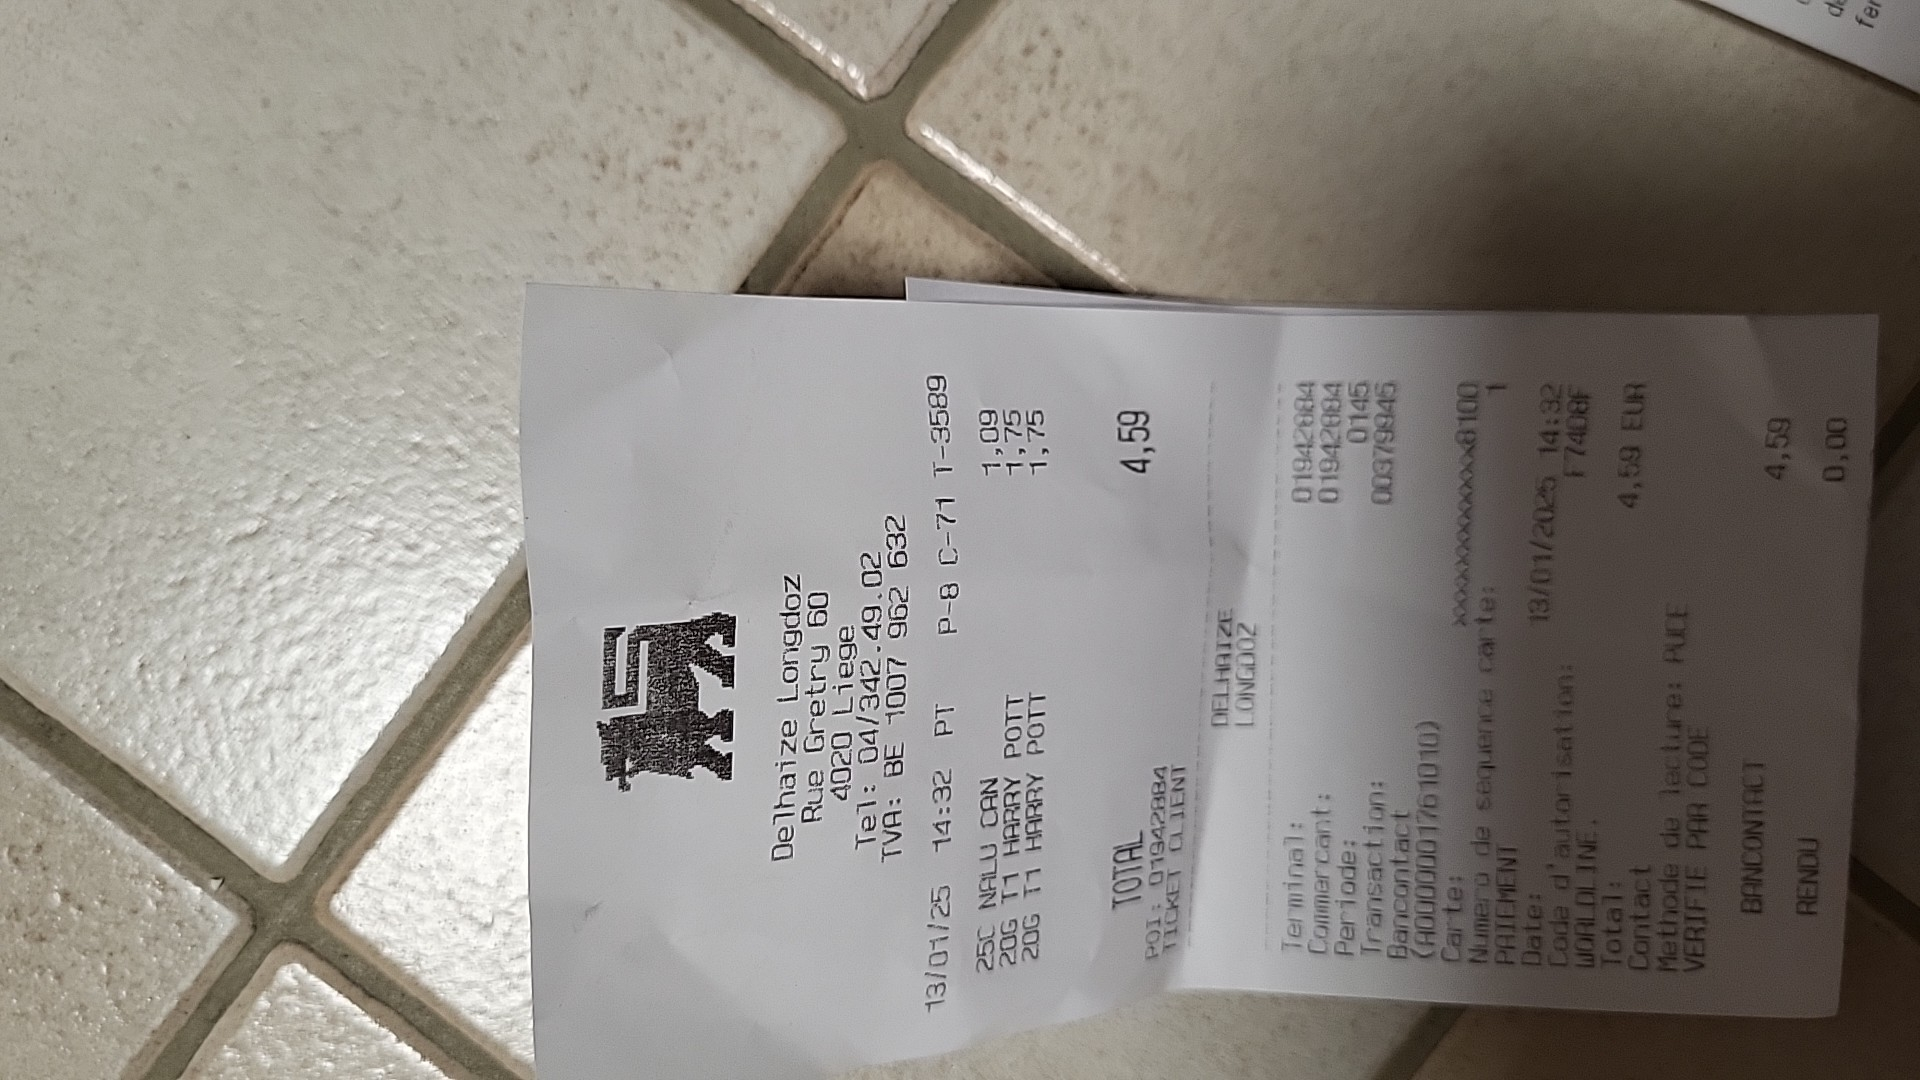 Delhaize Longdoz
Rue Gretry 60
4020 Liege
Tel: 04/342.49.02
TVA: BE 1007 962 632
13/01/25 14:32 PT P-8 C-71 T-3589
25C NALU CAN 1,09
20G T1 HARRY POTT 1,75
20G T1 HARRY POTT 1,75
TOTAL 4,59
POI: 01942884
TICKET CLIENT
DELHAIZE
LONGDOZ
Terminal: 01942884
Commercant: 01942884
Periode: 0145
Transaction: 00379845
Bancontact
(A0000001761010)
Carte: xxxxxxxxxxxxx8100
Numero de sequence carte: 1
PAIEMENT
Date: 13/01/2025 14:32
Code d'autorisation:
WORLDLINE.
Total: 4,59 EUR
Contact
Methode de lecture: PUCE
VERIFIE PAR CODE
BANCONTACT 4,59
RENDU 0,00